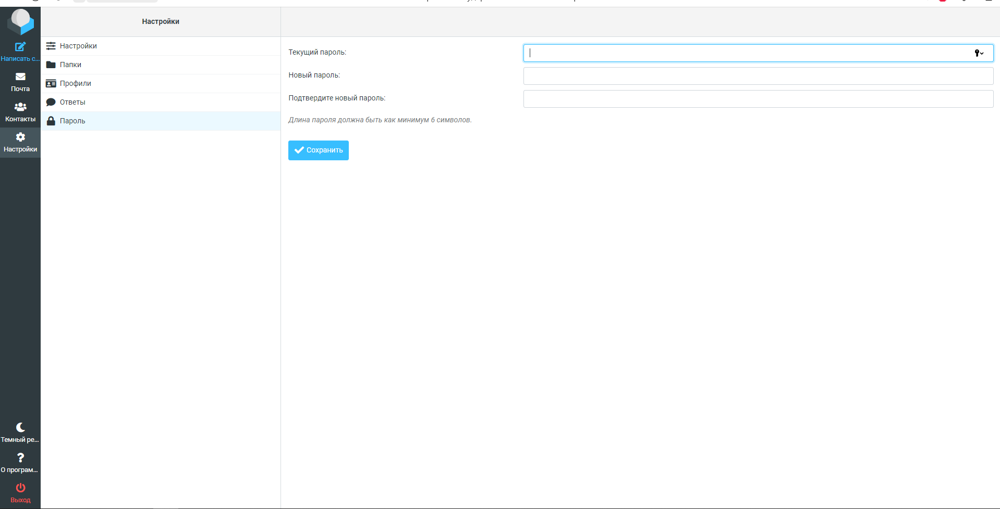 Настройки
Написать с...
Почта
Контакты
Настройки
Темный ре...
О програм...
Выход
Настройки
Папки
Профили
Ответы
Пароль
Текущий пароль:
Новый пароль:
Подтвердите новый пароль:
Длина пароля должна быть как минимум 6 символов.
Сохранить